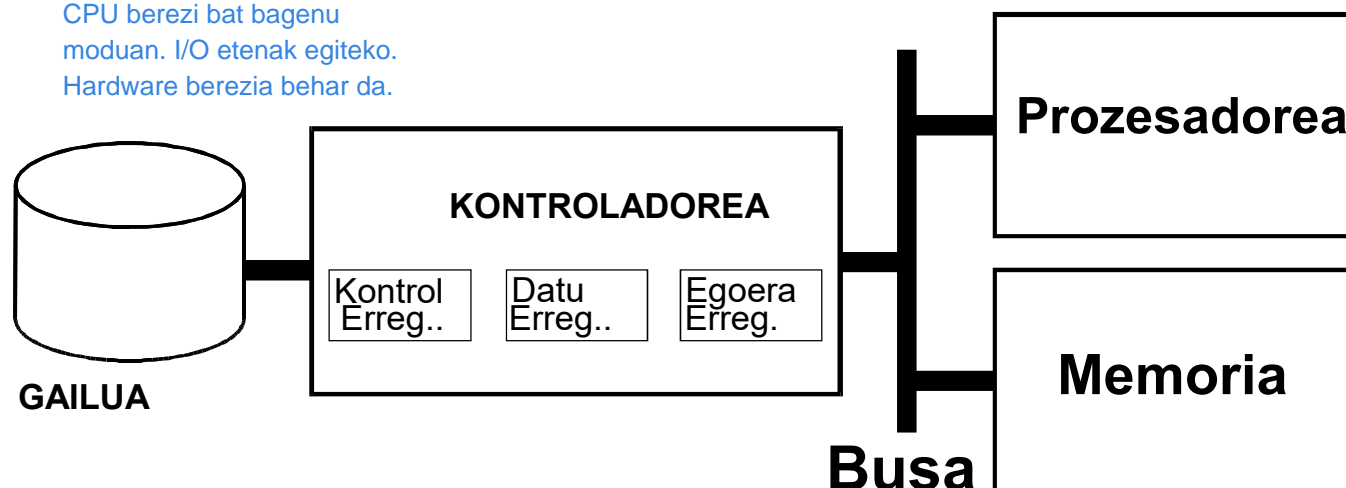 CPU berezi bat bagenu
moduan. I/O etenak egiteko.
Hardware berezia behar da.
Prozesadorea
KONTROLADOREA
Kontrol
Erreg..
Datu
Erreg..
Egoera
Erreg.
GAILUA
Memoria
Busa